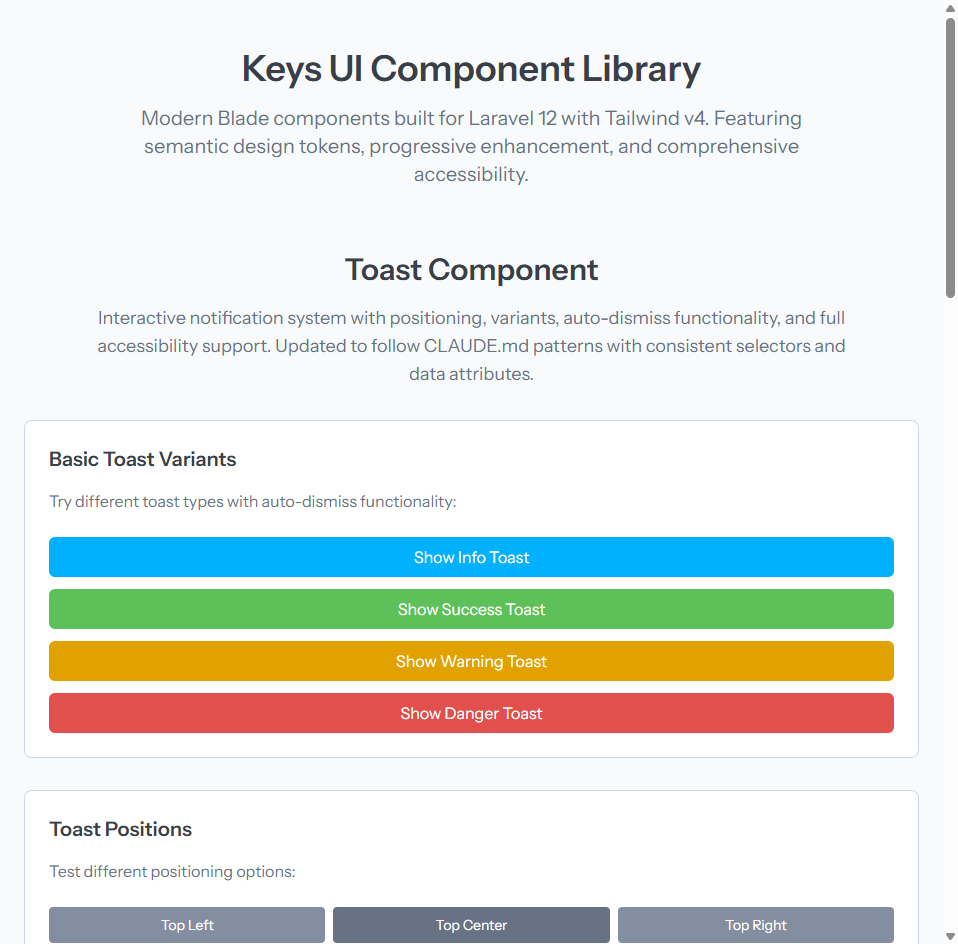 Keys UI Component Library
Modern Blade components built for Laravel 12 with Tailwind v4. Featuring
semantic design tokens, progressive enhancement, and comprehensive
accessibility.
Toast Component
Interactive notification system with positioning, variants, auto-dismiss functionality, and full
accessibility support. Updated to follow CLAUDE.md patterns with consistent selectors and
data attributes.
Basic Toast Variants
Try different toast types with auto-dismiss functionality:
Show Info Toast
Show Success Toast
Show Warning Toast
Show Danger Toast
Toast Positions
Test different positioning options:
Top Left
Top Center
Top Right